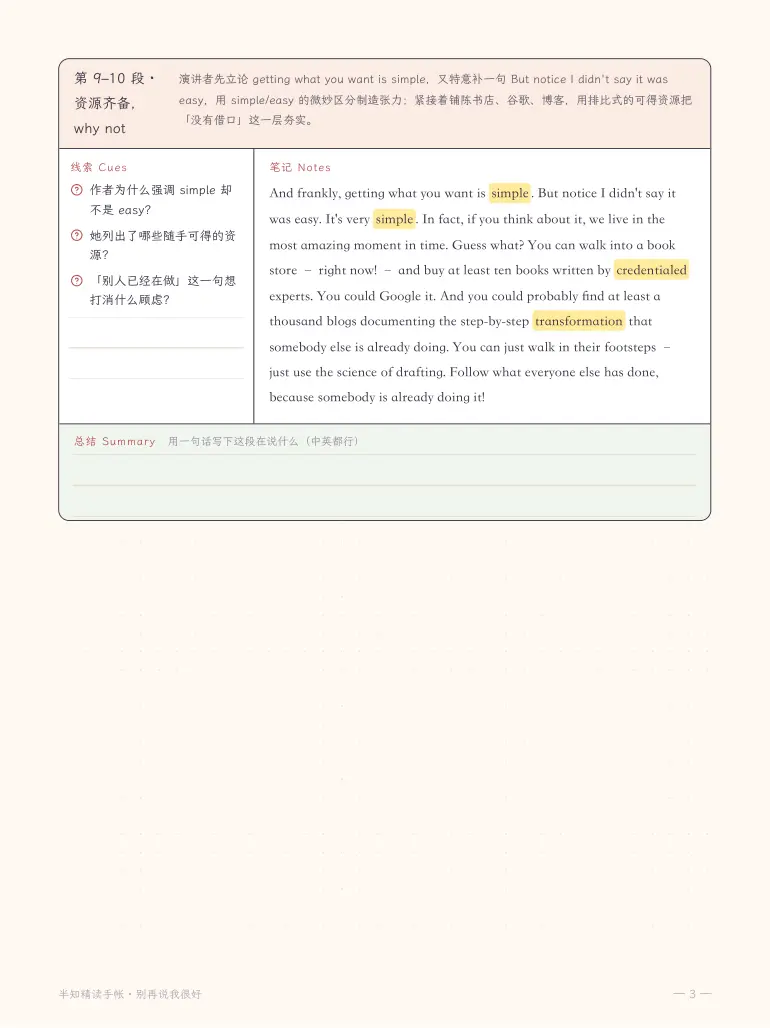 第 9–10 段 ·
资源齐备，
why not
演讲者先立论 getting what you want is simple，又特意补一句 But notice I didn't say it was
easy，用 simple/easy 的微妙区分制造张力；紧接着铺陈书店、谷歌、博客，用排比式的可得资源把
「没有借口」这一层夯实。
线索 Cues
作者为什么强调 simple 却
不是 easy？
她列出了哪些随手可得的资
源？
「别人已经在做」这一句想
打消什么顾虑？
笔记 Notes
And frankly, getting what you want is simple. But notice I didn't say it
was easy. It's very simple. In fact, if you think about it, we live in the
most amazing moment in time. Guess what? You can walk into a book
store – right now! – and buy at least ten books written by credentialed
experts. You could Google it. And you could probably find at least a
thousand blogs documenting the step-by-step transformation that
somebody else is already doing. You can just walk in their footsteps –
just use the science of drafting. Follow what everyone else has done,
because somebody is already doing it!
总结 Summary 用一句话写下这段在说什么（中英都行）
半知精读手帐 · 别再说我很好
— 3 —